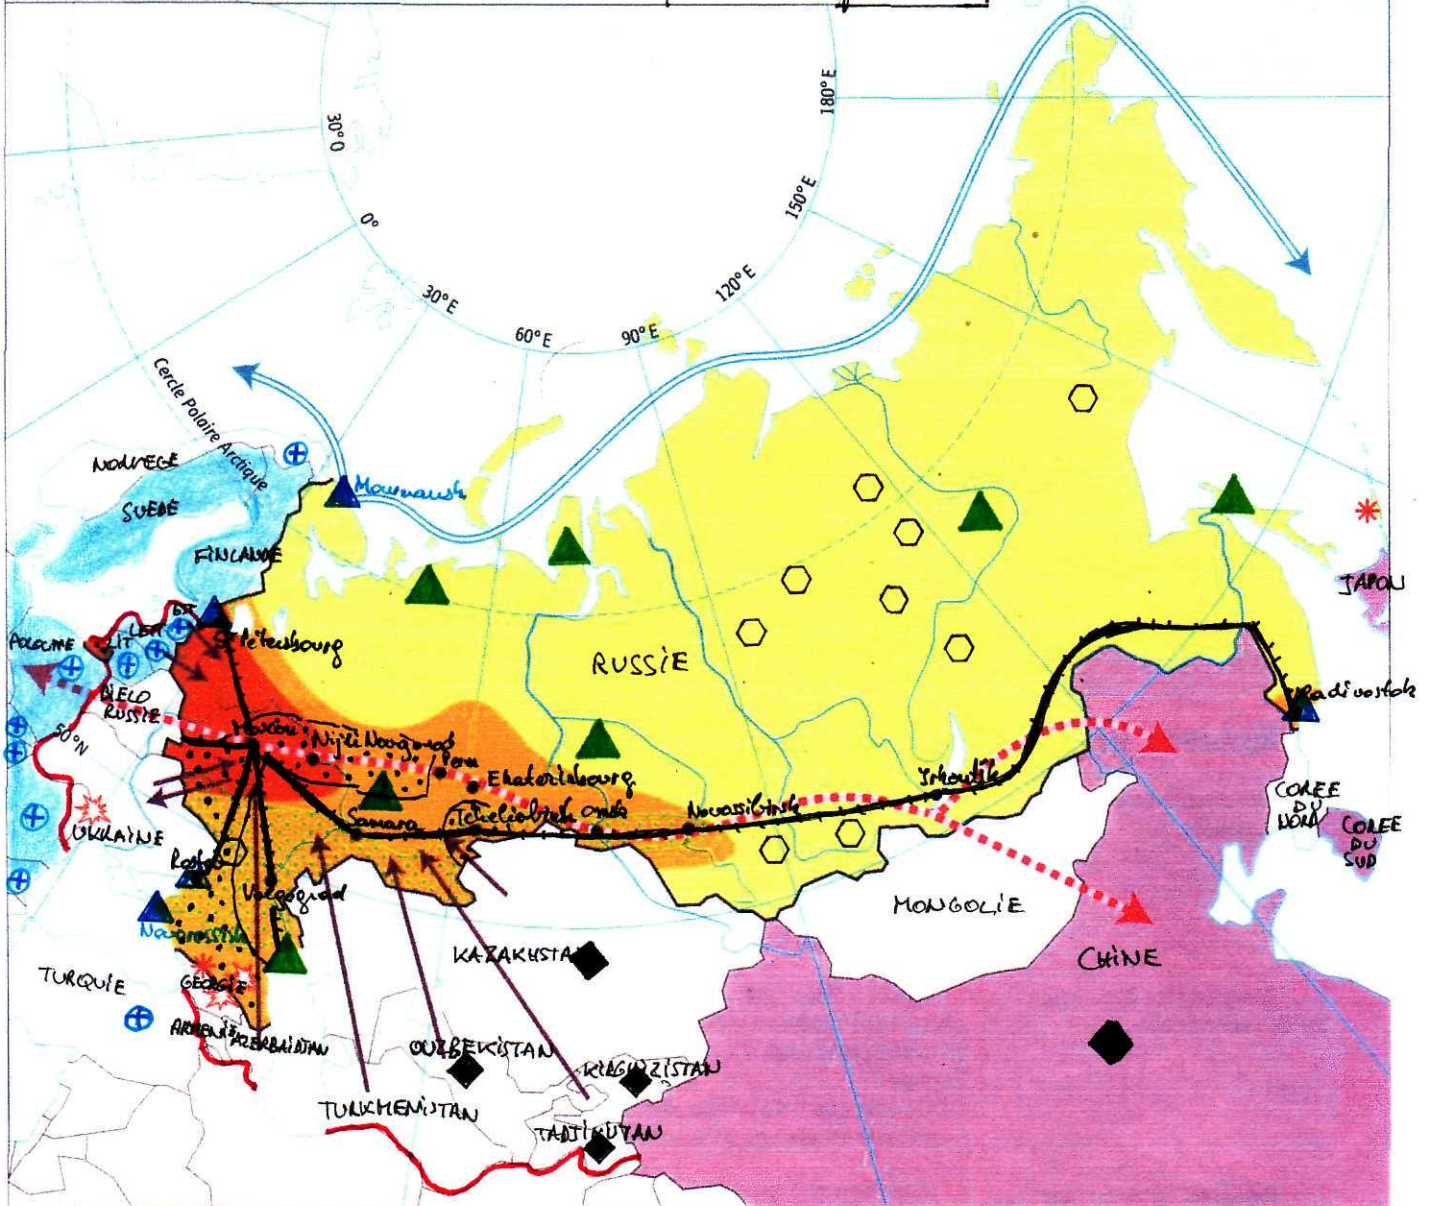 180° E
30° O
150° E
0°
120° E
30° E
60° E
90° E
Cercle Polaire Arctique
NORVEGE
Mourmansk
SUEDE
FINLANDE
JAPON
EST
LETT
LIT
POLOGNE
St Pétersbourg
RUSSIE
BIELO
RUSSIE
50° N
Vladivostok
Moscou
Nijni Novgorod
Perm
Ekaterinbourg
Irkoutsk
COREE
DU
NORD
COREE
DU
SUD
Samara
Tcheliabinsk
Omsk
Novossibirsk
UKRAINE
Rostov
Volgograd
Novorossisk
MONGOLIE
KAZAKHSTAN
CHINE
TURQUIE
GEORGIE
ARMENIE
AZERBAIDJAN
OUZBEKISTAN
KIRGHIZISTAN
TURKMENISTAN
TADJIKISTAN